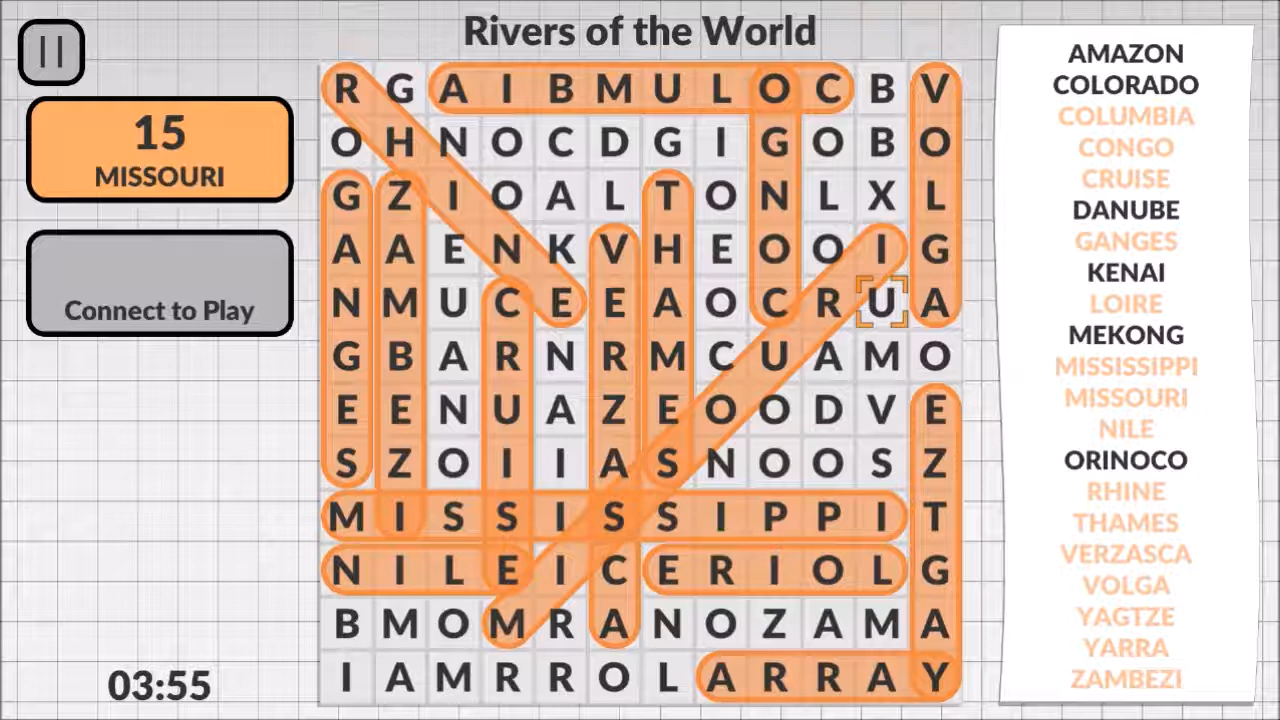 Rivers of the World
15
MISSOURI
Connect to Play
03:55
R G A I B M U L O C B V
O H N O C D G I G O B O
G Z I O A L T O N L X L
A A E N K V H E O O I G
N M U C E E A O C R U A
G B A R N R M C U A M O
E E N U A Z E O O D V E
S Z O I I A S N O O S Z
M I S S I S S I P P I T
N I L E I C E R I O L G
B M O M R A N O Z A M A
I A M R R O L A R R A Y
AMAZON
COLORADO
COLUMBIA
CONGO
CRUISE
DANUBE
GANGES
KENAI
LOIRE
MEKONG
MISSISSIPPI
MISSOURI
NILE
ORINOCO
RHINE
THAMES
VERZASCA
VOLGA
YAGTZE
YARRA
ZAMBEZI